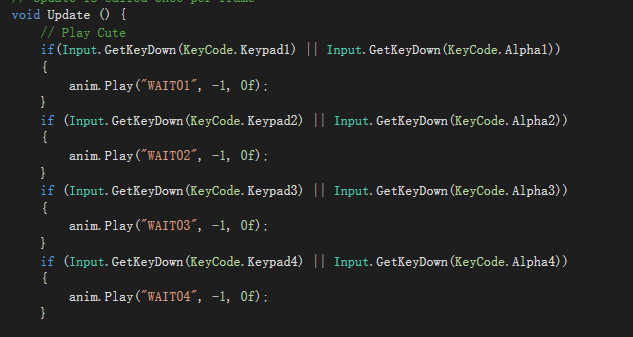 // Update is called once per frame
void Update () {
// Play Cute
if(Input.GetKeyDown(KeyCode.Keypad1) || Input.GetKeyDown(KeyCode.Alpha1))
{
anim.Play("WAIT01", -1, 0f);
}
if (Input.GetKeyDown(KeyCode.Keypad2) || Input.GetKeyDown(KeyCode.Alpha2))
{
anim.Play("WAIT02", -1, 0f);
}
if (Input.GetKeyDown(KeyCode.Keypad3) || Input.GetKeyDown(KeyCode.Alpha3))
{
anim.Play("WAIT03", -1, 0f);
}
if (Input.GetKeyDown(KeyCode.Keypad4) || Input.GetKeyDown(KeyCode.Alpha4))
{
anim.Play("WAIT04", -1, 0f);
}